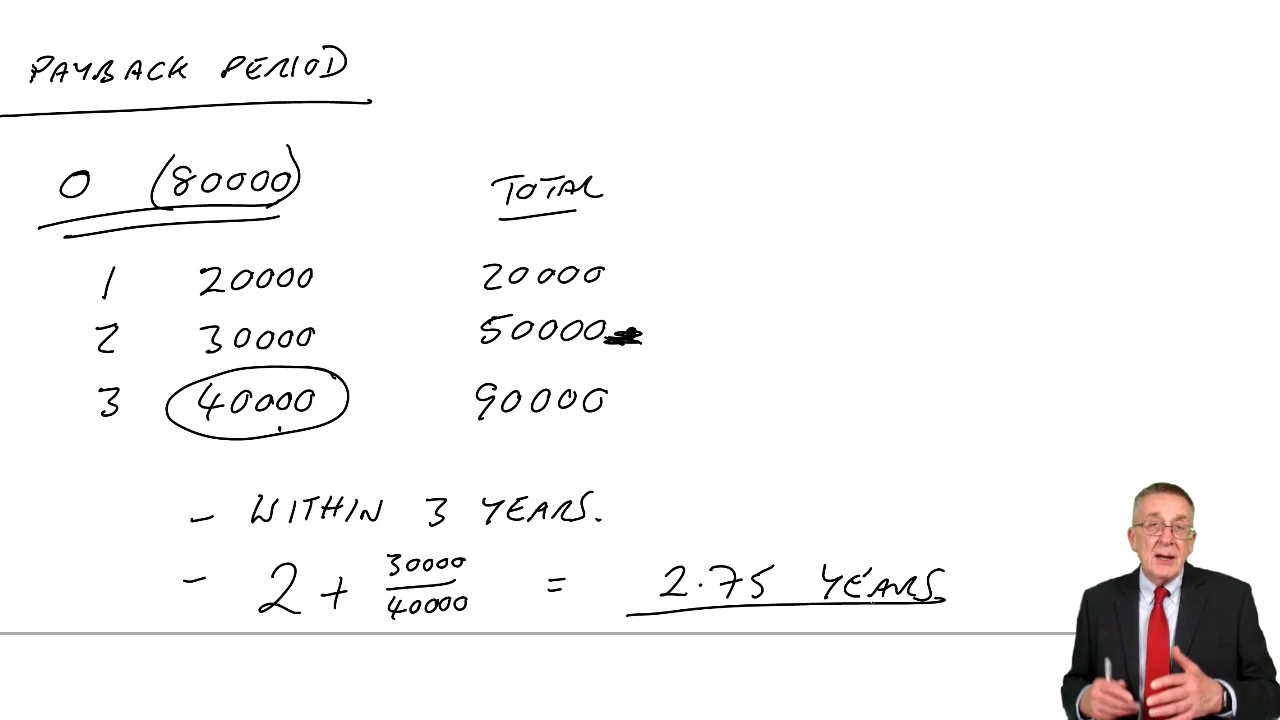 PAYBACK PERIOD
0 (80000) TOTAL
1 20000 20000
2 30000 50000
3 40000 90000
- WITHIN 3 YEARS.
- 2 + 30000/40000 = 2.75 YEARS